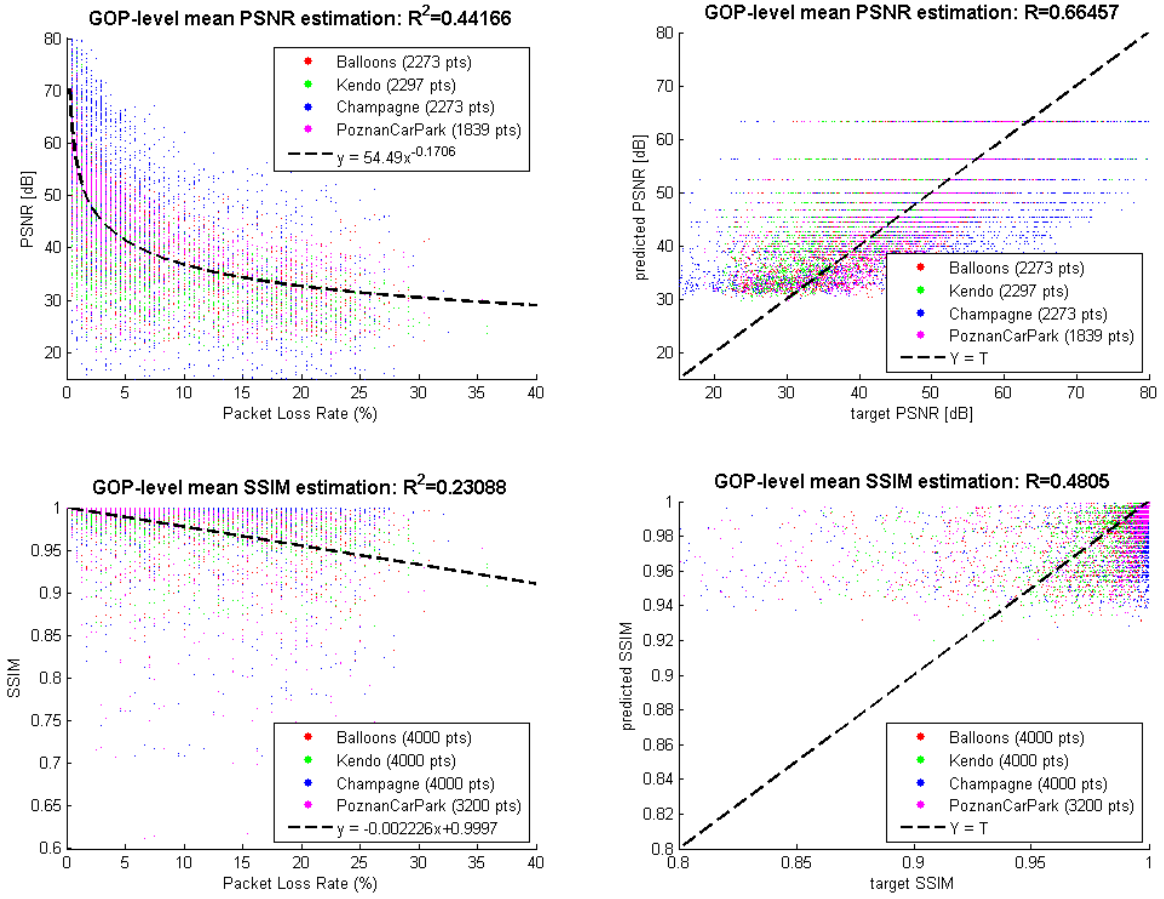 GOP-level mean PSNR estimation: R²=0.44166
80
70
60
50
40
30
20
PSNR [dB]
Balloons (2273 pts)
Kendo (2297 pts)
Champagne (2273 pts)
PoznanCarPark (1839 pts)
y = 54.49x^-0.1706
0 5 10 15 20 25 30 35 40
Packet Loss Rate (%)
GOP-level mean PSNR estimation: R=0.66457
80
70
60
50
40
30
20
predicted PSNR [dB]
Balloons (2273 pts)
Kendo (2297 pts)
Champagne (2273 pts)
PoznanCarPark (1839 pts)
Y = T
20 30 40 50 60 70 80
target PSNR [dB]
GOP-level mean SSIM estimation: R²=0.23088
1
0.95
0.9
0.85
0.8
0.75
0.7
0.65
0.6
SSIM
Balloons (4000 pts)
Kendo (4000 pts)
Champagne (4000 pts)
PoznanCarPark (3200 pts)
y = -0.002226x+0.9997
0 5 10 15 20 25 30 35 40
Packet Loss Rate (%)
GOP-level mean SSIM estimation: R=0.4805
1
0.98
0.96
0.94
0.92
0.9
0.88
0.86
0.84
0.82
0.8
predicted SSIM
Balloons (4000 pts)
Kendo (4000 pts)
Champagne (4000 pts)
PoznanCarPark (3200 pts)
Y = T
0.8 0.85 0.9 0.95 1
target SSIM